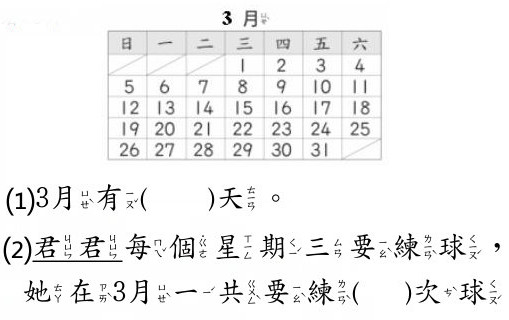 3 月
日 一 二 三 四 五 六
1 2 3 4
5 6 7 8 9 10 11
12 13 14 15 16 17 18
19 20 21 22 23 24 25
26 27 28 29 30 31
(1)3月有( )天。
(2)君君每個星期三要練球，
她在3月一共要練( )次球